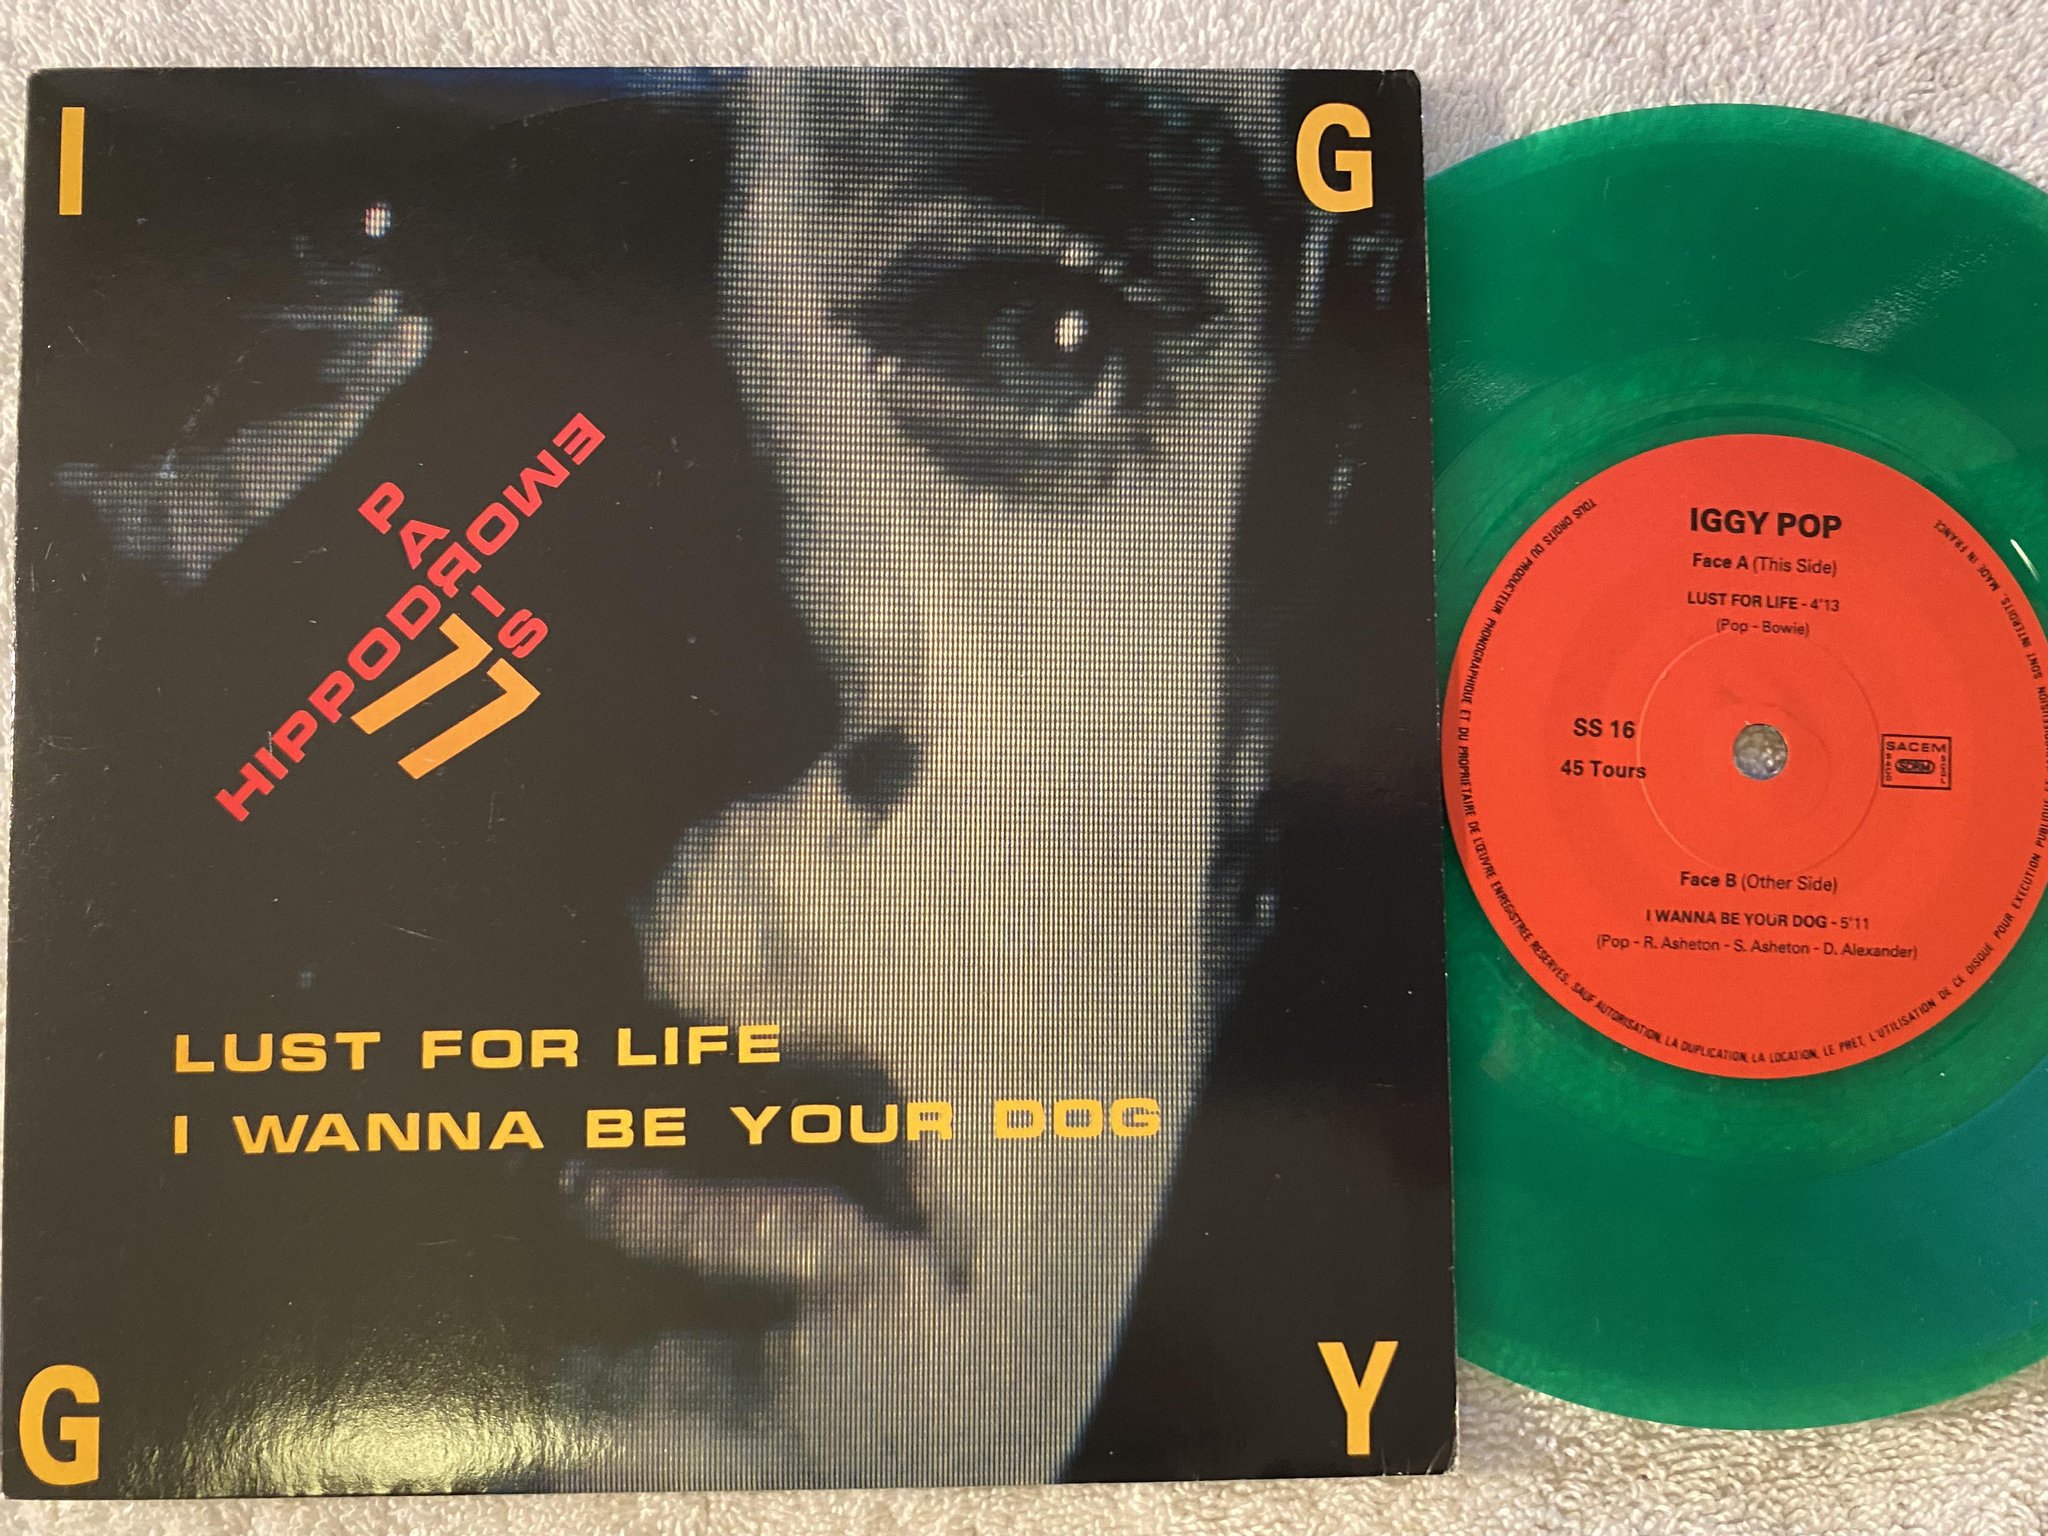 I G
PARIS
HIPPODROME
77
LUST FOR LIFE
I WANNA BE YOUR DOG
G Y
IGGY POP
Face A (This Side)
LUST FOR LIFE - 4'13
(Pop - Bowie)
SS 16
45 Tours
SACEM
SDRM
Face B (Other Side)
I WANNA BE YOUR DOG - 5'11
(Pop - R. Asheton - S. Asheton - D. Alexander)
TOUS DROITS DU PRODUCTEUR PHONOGRAPHIQUE ET DU PROPRIETAIRE DE L'ŒUVRE ENREGISTREE RESERVES, SAUF AUTORISATION, LA DUPLICATION, LA LOCATION, LE PRET, L'UTILISATION DE CE DISQUE POUR EXECUTION PUBLIQUE SONT INTERDITS. MADE IN FRANCE